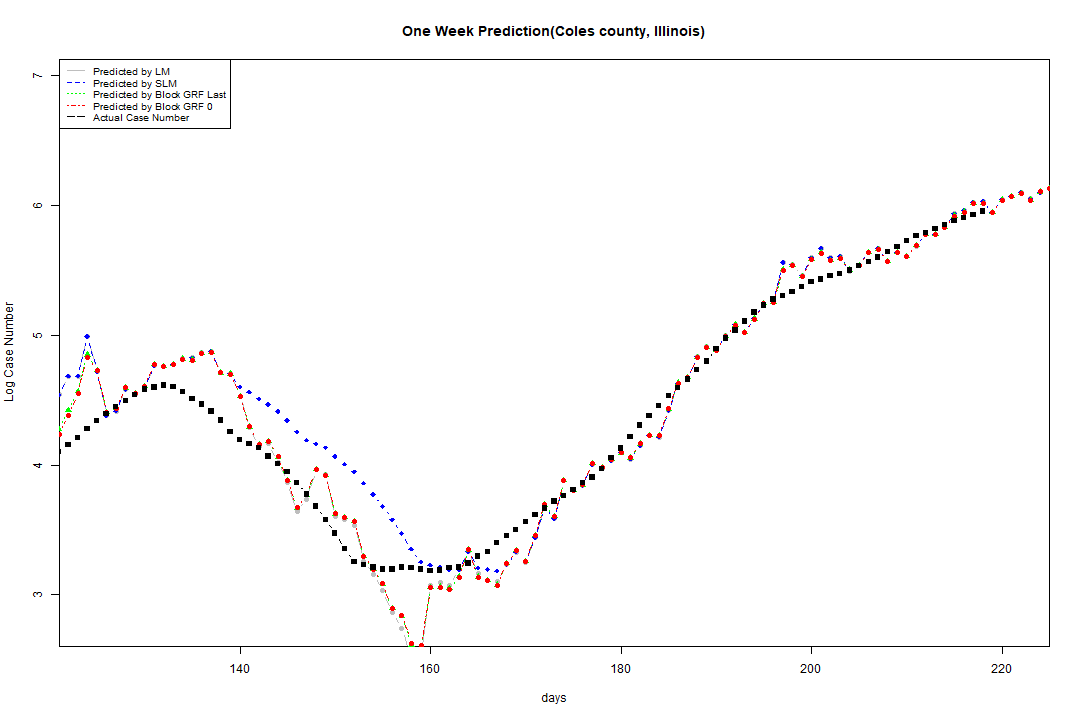 One Week Prediction(Coles county, Illinois)
Predicted by LM
Predicted by SLM
Predicted by Block GRF Last
Predicted by Block GRF 0
Actual Case Number
7
6
5
4
3
Log Case Number
140 160 180 200 220
days